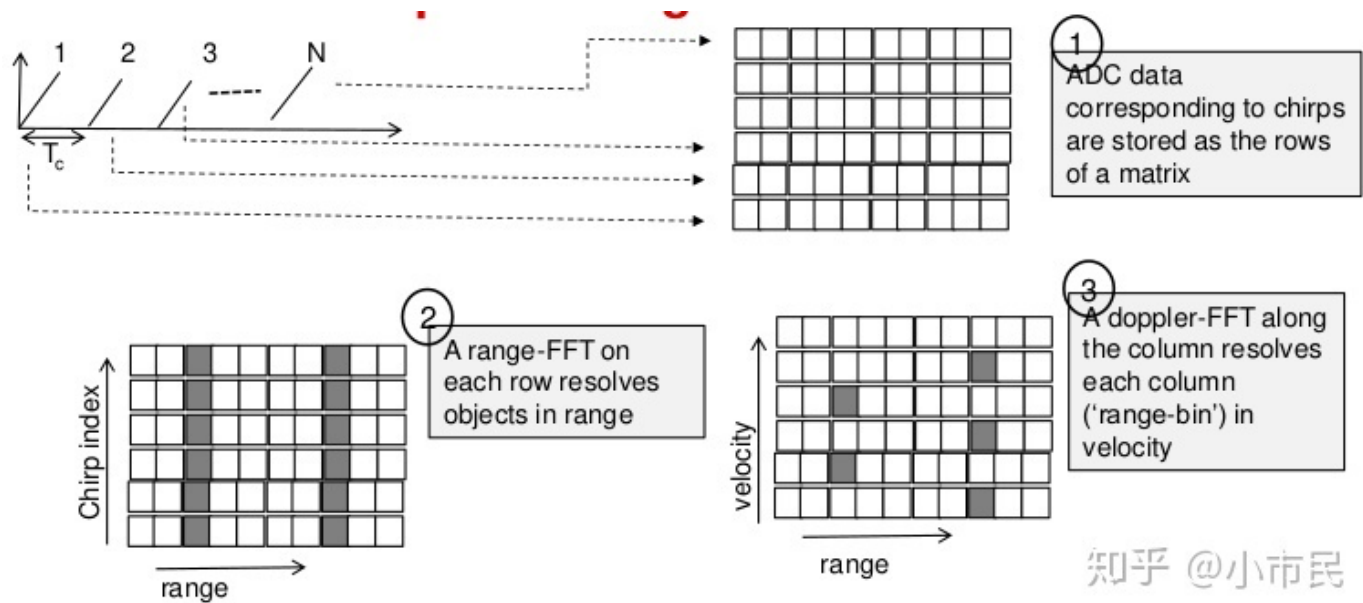 1 2 3 N
T_c
1
ADC data
corresponding to chirps
are stored as the rows
of a matrix
2
A range-FFT on
each row resolves
objects in range
Chirp index
range
3
A doppler-FFT along
the column resolves
each column
(‘range-bin’) in
velocity
velocity
range
知乎 @小市民